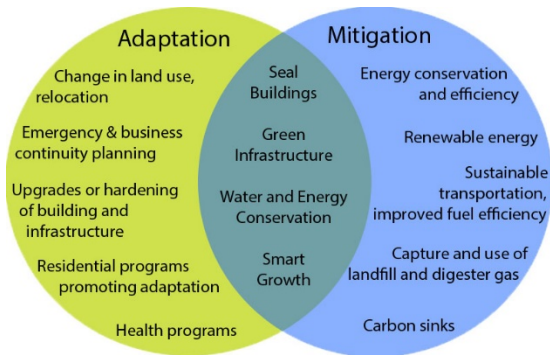 Adaptation
Change in land use,
relocation
Emergency & business
continuity planning
Upgrades or hardening
of building and
infrastructure
Residential programs
promoting adaptation
Health programs
Seal
Buildings
Green
Infrastructure
Water and Energy
Conservation
Smart
Growth
Mitigation
Energy conservation
and efficiency
Renewable energy
Sustainable
transportation,
improved fuel efficiency
Capture and use of
landfill and digester gas
Carbon sinks